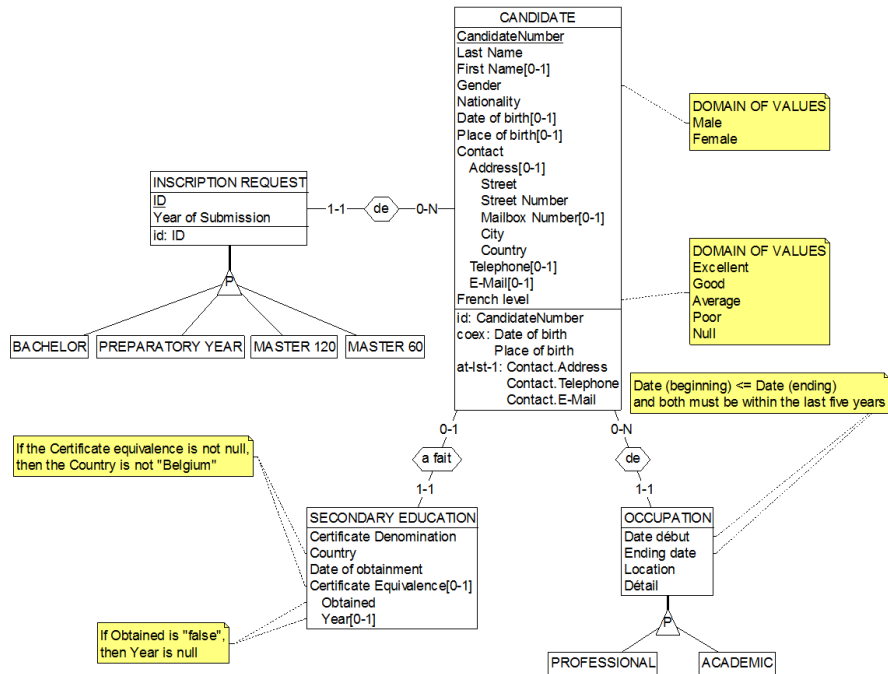 CANDIDATE
CandidateNumber
Last Name
First Name[0-1]
Gender
Nationality
Date of birth[0-1]
Place of birth[0-1]
Contact
Address[0-1]
Street
Street Number
Mailbox Number[0-1]
City
Country
Telephone[0-1]
E-Mail[0-1]
French level
id: CandidateNumber
coex: Date of birth
Place of birth
at-lst-1: Contact.Address
Contact.Telephone
Contact.E-Mail
DOMAIN OF VALUES
Male
Female
DOMAIN OF VALUES
Excellent
Good
Average
Poor
Null
INSCRIPTION REQUEST
ID
Year of Submission
id: ID
1-1
de
0-N
P
BACHELOR
PREPARATORY YEAR
MASTER 120
MASTER 60
Date (beginning) <= Date (ending)
and both must be within the last five years
If the Certificate equivalence is not null,
then the Country is not "Belgium"
0-1
a fait
1-1
0-N
de
1-1
SECONDARY EDUCATION
Certificate Denomination
Country
Date of obtainment
Certificate Equivalence[0-1]
Obtained
Year[0-1]
If Obtained is "false",
then Year is null
OCCUPATION
Date début
Ending date
Location
Détail
P
PROFESSIONAL
ACADEMIC